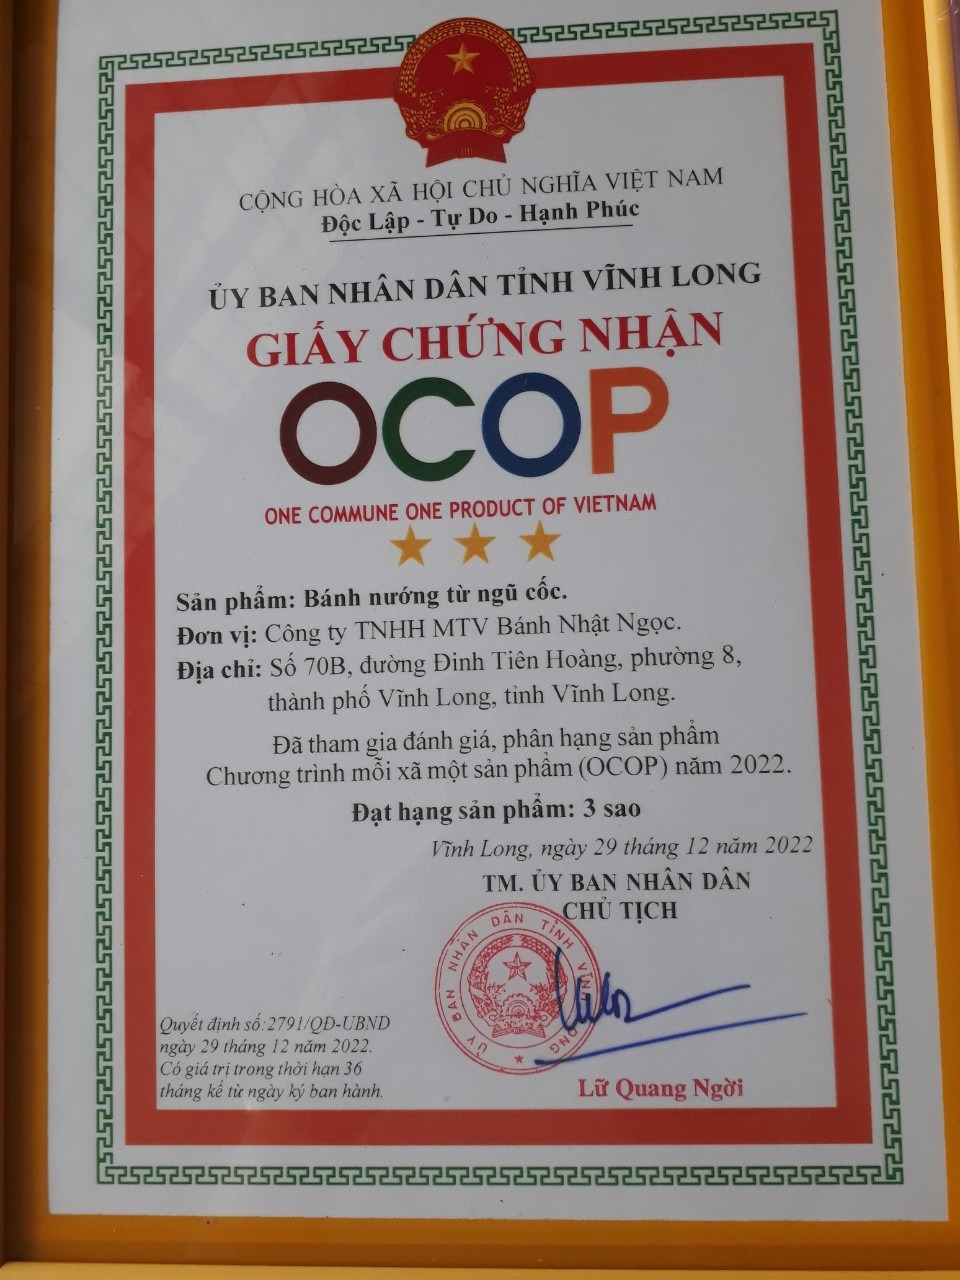 CỘNG HÒA XÃ HỘI CHỦ NGHĨA VIỆT NAM
Độc Lập - Tự Do - Hạnh Phúc
ỦY BAN NHÂN DÂN TỈNH VĨNH LONG
GIẤY CHỨNG NHẬN
OCOP
ONE COMMUNE ONE PRODUCT OF VIETNAM
Sản phẩm: Bánh nướng từ ngũ cốc.
Đơn vị: Công ty TNHH MTV Bánh Nhật Ngọc.
Địa chỉ: Số 70B, đường Đinh Tiên Hoàng, phường 8,
thành phố Vĩnh Long, tỉnh Vĩnh Long.
Đã tham gia đánh giá, phân hạng sản phẩm
Chương trình mỗi xã một sản phẩm (OCOP) năm 2022.
Đạt hạng sản phẩm: 3 sao
Vĩnh Long, ngày 29 tháng 12 năm 2022
TM. ỦY BAN NHÂN DÂN
CHỦ TỊCH
ỦY BAN NHÂN DÂN TỈNH VĨNH LONG
Lữ Quang Ngời
Quyết định số:2791/QĐ-UBND
ngày 29 tháng 12 năm 2022.
Có giá trị trong thời hạn 36
tháng kể từ ngày ký ban hành.